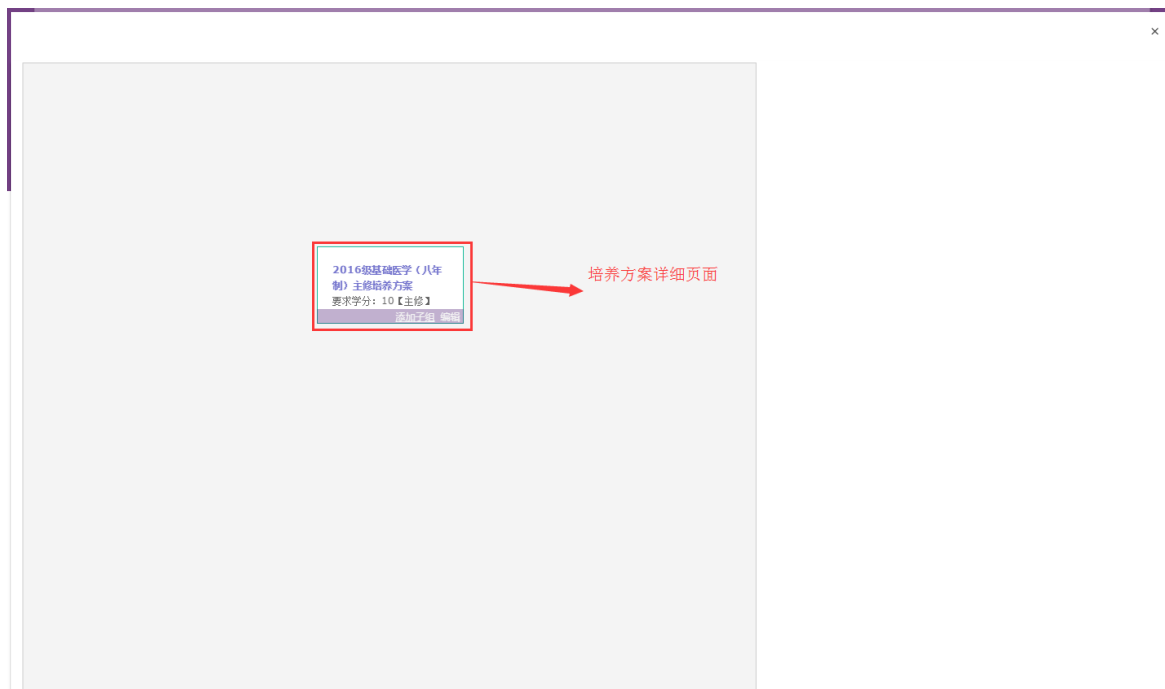 ×
2016级基础医学（八年
制）主修培养方案
要求学分：10【主修】
添加子组 编辑
培养方案详细页面